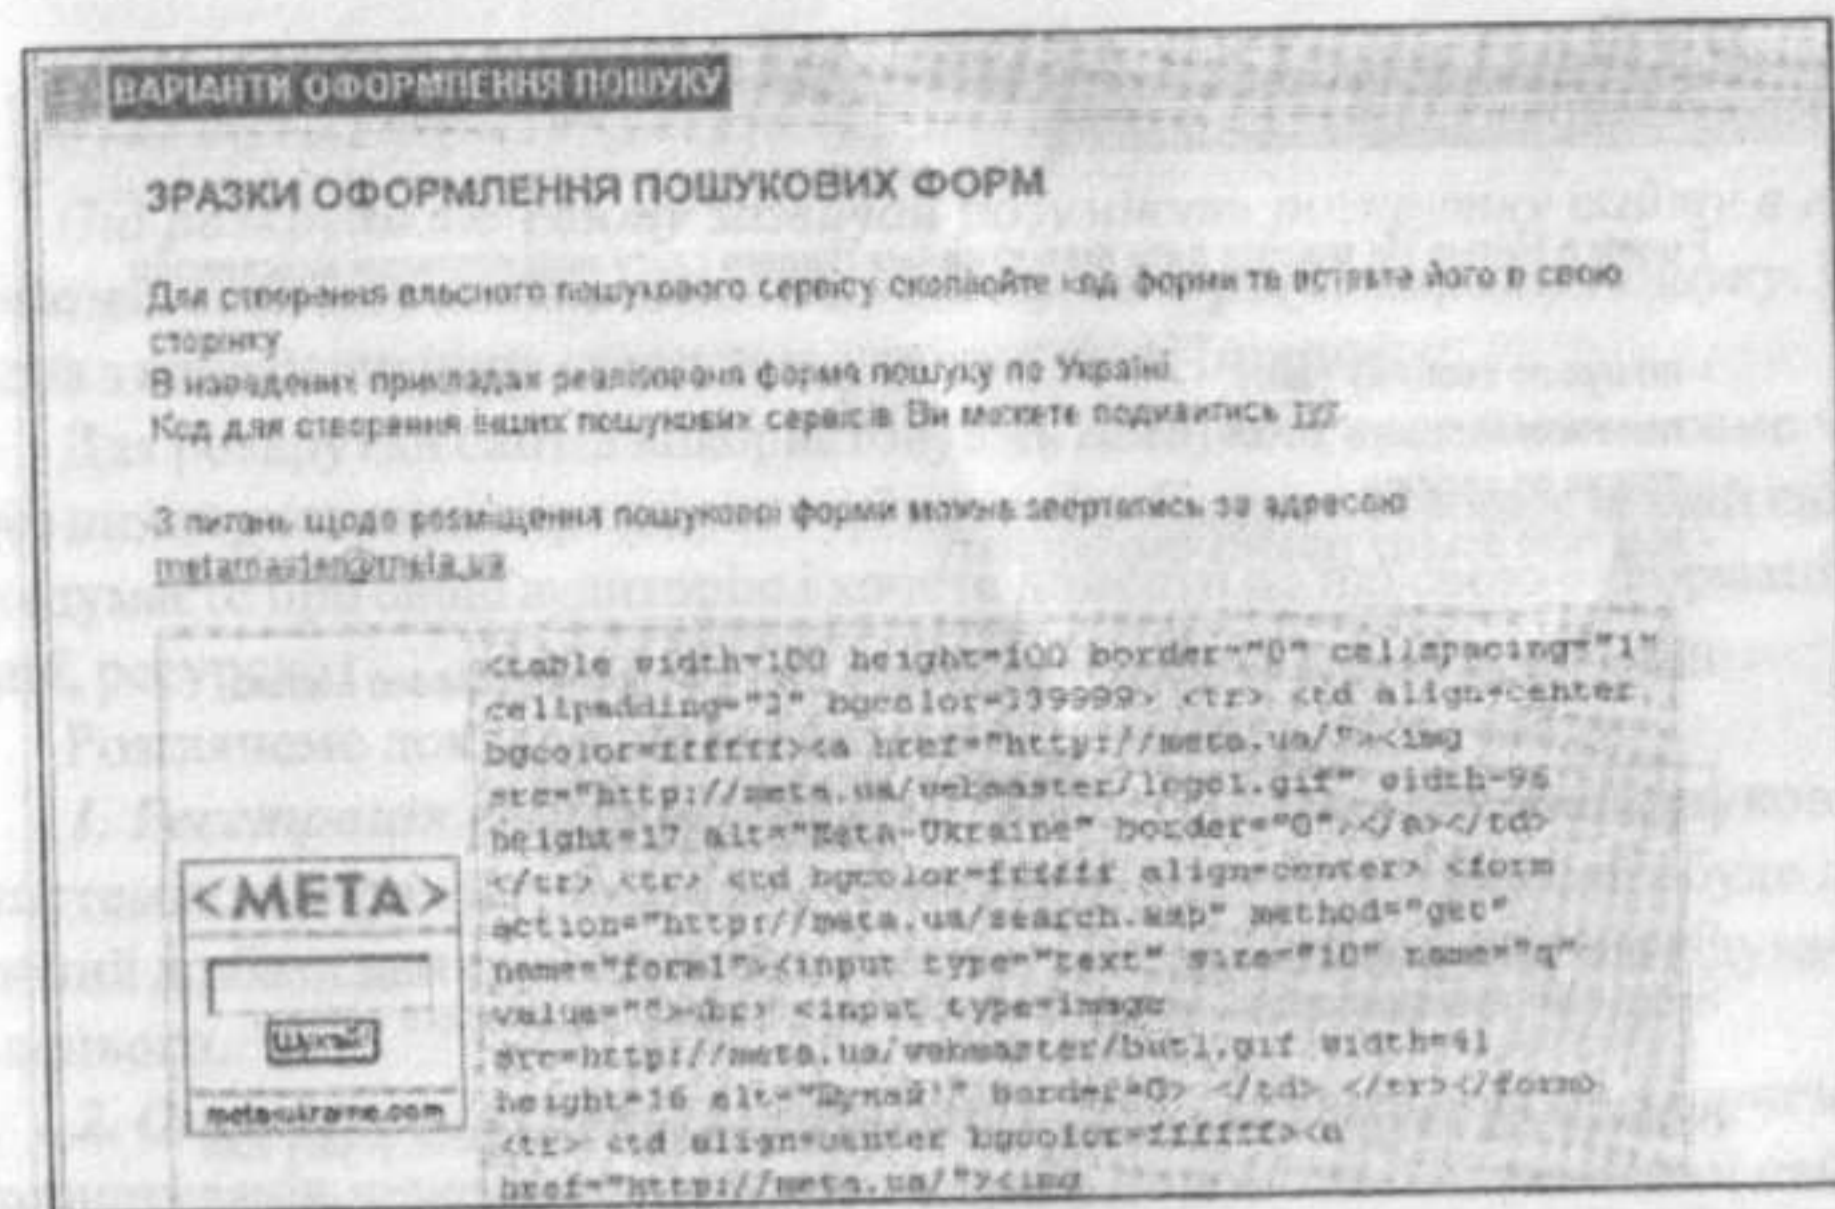 ВАРІАНТИ ОФОРМЛЕННЯ ПОШУКУ
ЗРАЗКИ ОФОРМЛЕННЯ ПОШУКОВИХ ФОРМ
Для створення власного пошукового сервісу скопіюйте код форми та вставте його в свою
сторінку
В наведених прикладах реалізована форма пошуку по Україні.
Код для створення інших пошукових сервісів Ви можете подивитись тут
З питань щодо розміщення пошукової форми можна звертатись за адресою
metamaster@meta.ua
<META>
Шукай!
meta-ukraine.com
<table width=100 height=100 border="0" cellspacing="1"
cellpadding="2" bgcolor=339999> <tr> <td align=center
bgcolor=ffffff><a href="http://meta.ua/"><img
src="http://meta.ua/webmaster/logo1.gif" width=96
height=17 alt="Meta-Ukraine" border="0"></a></td>
</tr> <tr> <td bgcolor=ffffff align=center> <form
action="http://meta.ua/search.asp" method="get"
name="form1"><input type="text" size="10" name="q"
value=""><br> <input type=image
src=http://meta.ua/webmaster/but1.gif width=41
height=16 alt="Шукай!" border=0> </td> </tr></form>
<tr> <td align=center bgcolor=ffffff><a
href="http://meta.ua/"><img